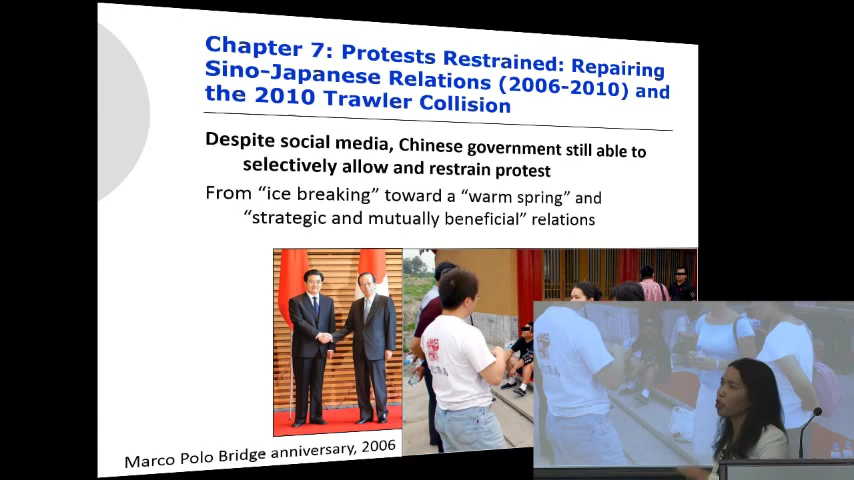 Chapter 7: Protests Restrained: Repairing
Sino-Japanese Relations (2006-2010) and
the 2010 Trawler Collision
Despite social media, Chinese government still able to
selectively allow and restrain protest
From “ice breaking” toward a “warm spring” and
“strategic and mutually beneficial” relations
Marco Polo Bridge anniversary, 2006